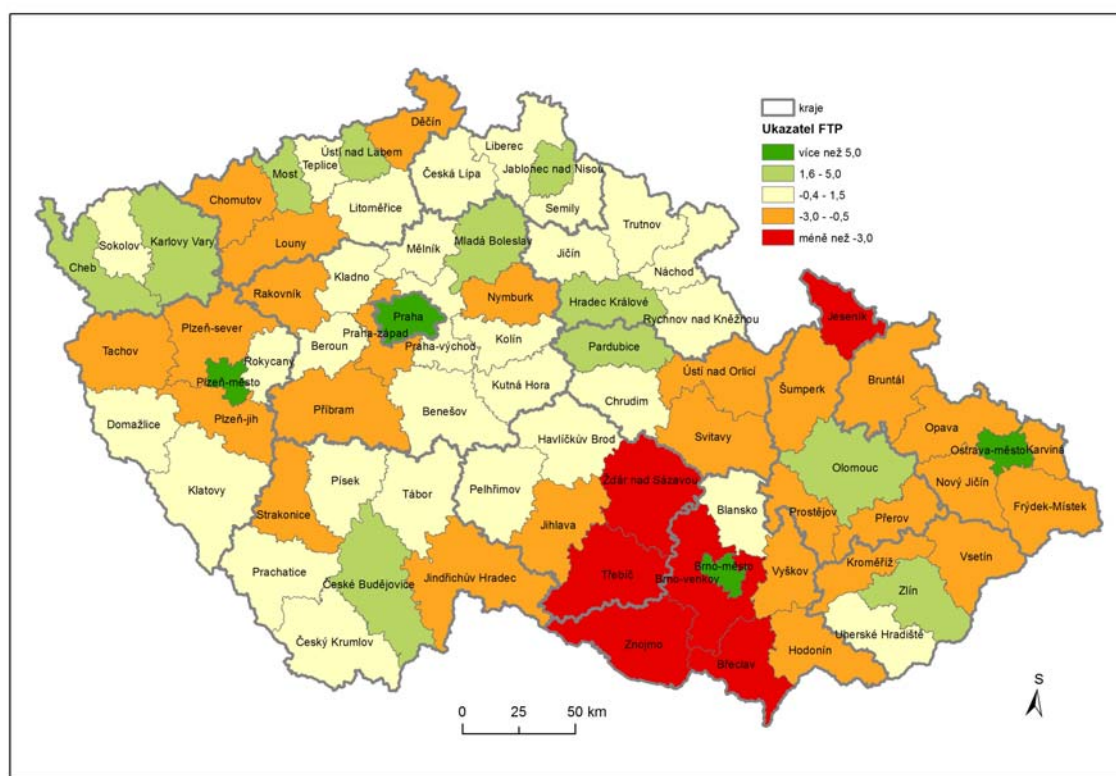 kraje
Ukazatel FTP
více než 5,0
1,6 - 5,0
-0,4 - 1,5
-3,0 - -0,5
méně než -3,0
Děčín
Liberec
Ústí nad Labem
Teplice
Jablonec nad Nisou
Most
Česká Lípa
Chomutov
Litoměřice
Semily
Trutnov
Karlovy Vary
Sokolov
Louny
Mělník
Mladá Boleslav
Jičín
Cheb
Kladno
Náchod
Rakovník
Nymburk
Hradec Králové
Praha
Rychnov nad Kněžnou
Jeseník
Plzeň-sever
Praha-západ
Kolín
Tachov
Beroun
Praha-východ
Pardubice
Rokycany
Ústí nad Orlicí
Bruntál
Plzeň-město
Kutná Hora
Šumperk
Chrudim
Příbram
Benešov
Opava
Plzeň-jih
Domažlice
Havlíčkův Brod
Svitavy
Ostrava-město
Karviná
Klatovy
Písek
Tábor
Pelhřimov
Olomouc
Nový Jičín
Žďár nad Sázavou
Frýdek-Místek
Strakonice
Jihlava
Blansko
Prostějov
Přerov
Prachatice
České Budějovice
Jindřichův Hradec
Třebíč
Brno-město
Brno-venkov
Vyškov
Kroměříž
Vsetín
Zlín
Český Krumlov
Uherské Hradiště
Znojmo
Břeclav
Hodonín
S
0 25 50 km